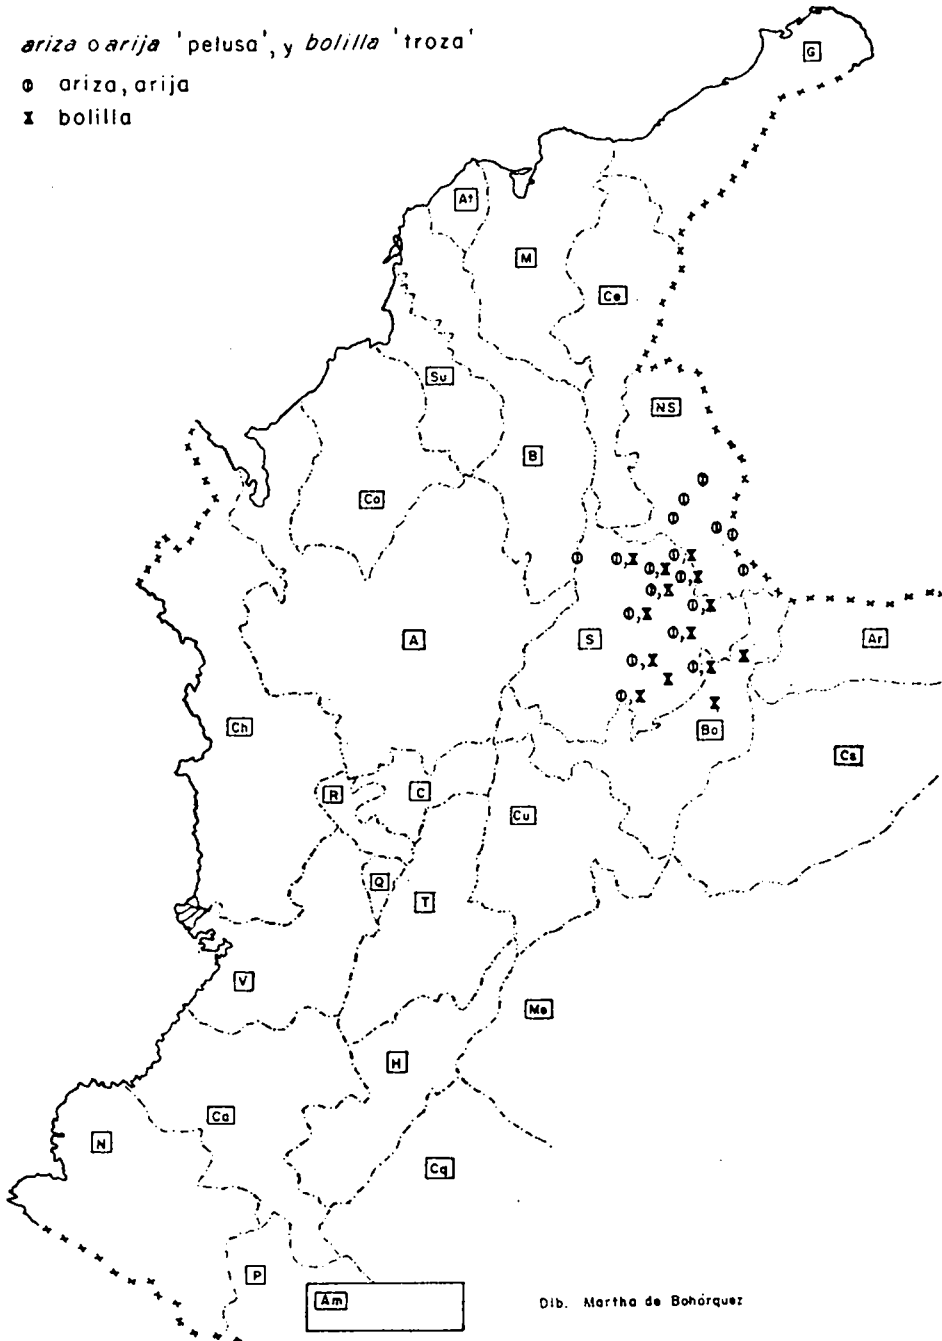 ariza o arija 'pelusa', y bolilla 'troza'
ariza, arija
bolilla
G
At
M
Ce
Su
NS
B
Co
A
S
Ar
Ch
Bo
Cs
R
C
Cu
Q
T
V
Me
H
Ca
N
Cq
P
Am
Dib. Martha de Bohórquez